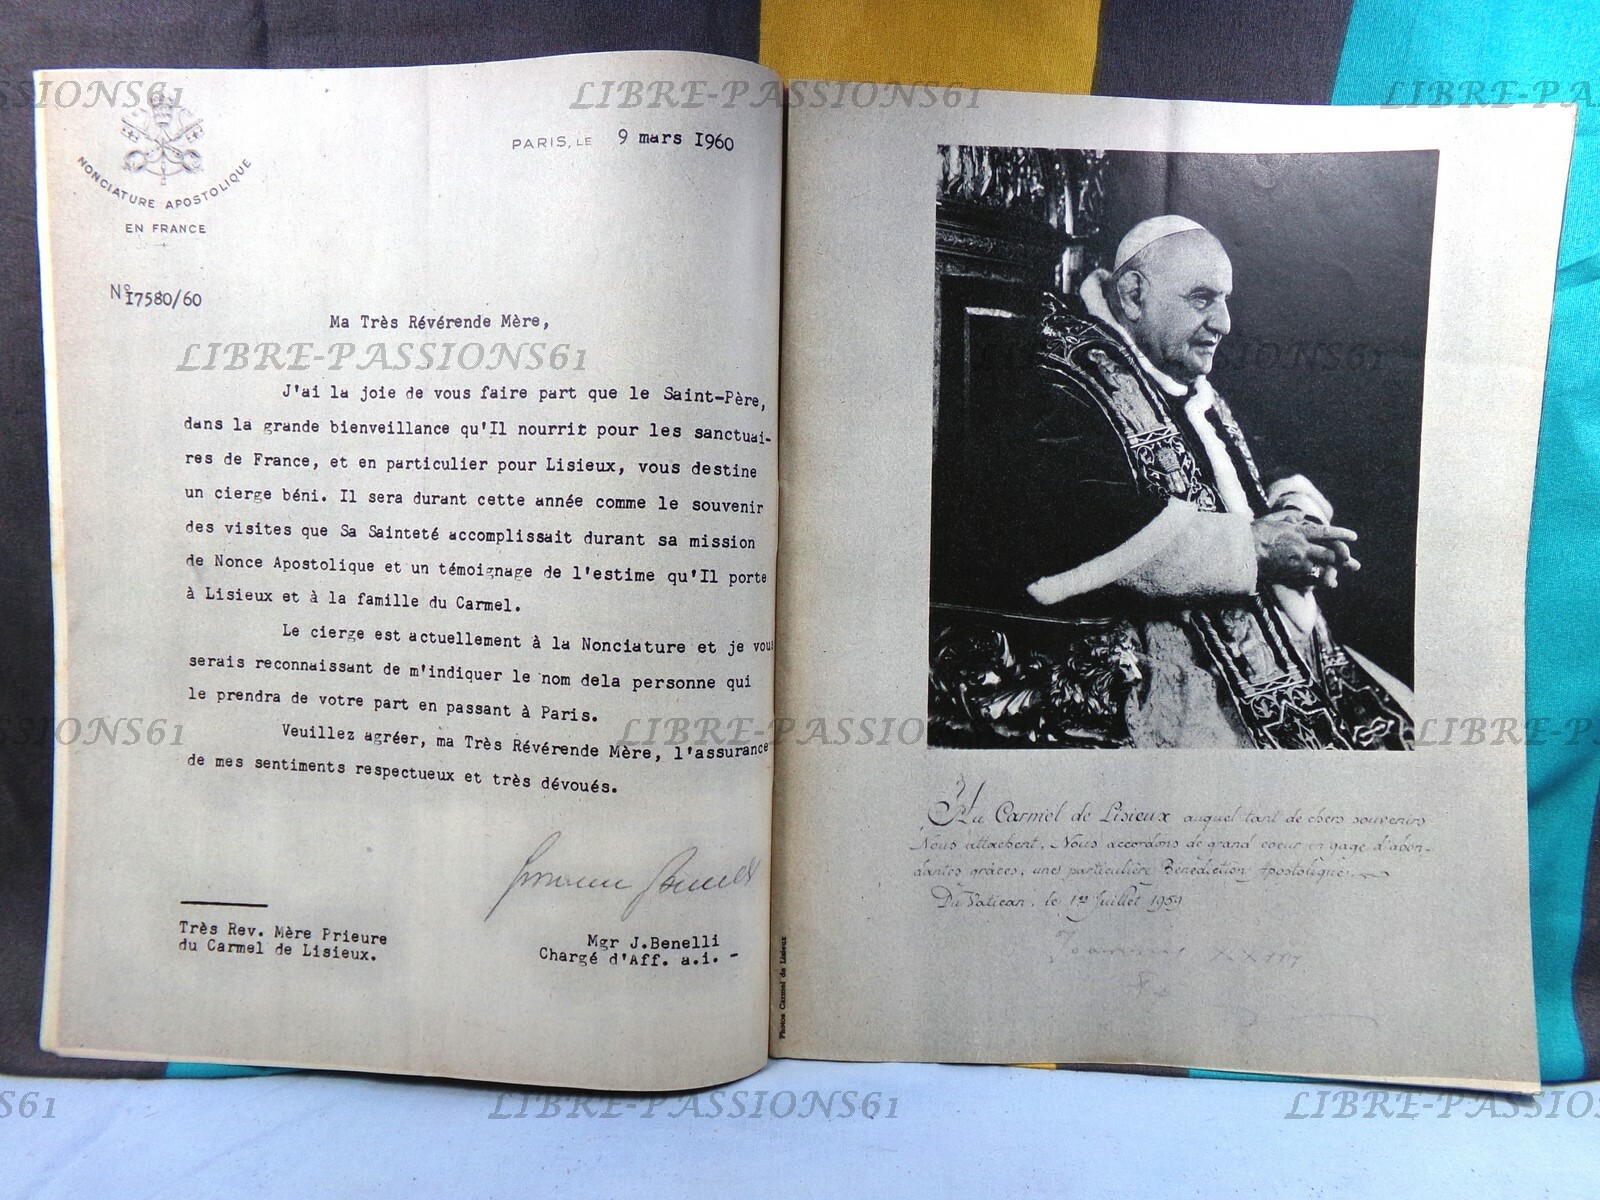 NONCIATURE APOSTOLIQUE
EN FRANCE
PARIS, LE 9 mars 1960
Nº 17580/60
Ma Très Révérende Mère,
J'ai la joie de vous faire part que le Saint-Père,
dans la grande bienveillance qu'Il nourrit pour les sanctuai-
res de France, et en particulier pour Lisieux, vous destine
un cierge béni. Il sera durant cette année comme le souvenir
des visites que Sa Sainteté accomplissait durant sa mission
de Nonce Apostolique et un témoignage de l'estime qu'Il porte
à Lisieux et à la famille du Carmel.
Le cierge est actuellement à la Nonciature et je vous
serais reconnaissant de m'indiquer le nom dela personne qui
le prendra de votre part en passant à Paris.
Veuillez agréer, ma Très Révérende Mère, l'assurance
de mes sentiments respectueux et très dévoués.
Très Rev. Mère Prieure
du Carmel de Lisieux.
Mgr J.Benelli
Chargé d'Aff. a.i. -
Photos Carmel de Lisieux
Au Carmel de Lisieux auquel tant de chers souvenirs
Nous attachent, Nous accordons de grand coeur en gage d'abon-
dantes grâces, une particulière Bénédiction Apostolique.
Du Vatican, le 1er Juillet 1959
Joannes XXIII
LIBRE-PASSIONS61
LIBRE-PASSIONS61
LIBRE-PASSIONS61
LIBRE-PASSIONS61
LIBRE-PASSIONS61
LIBRE-PASSIONS61